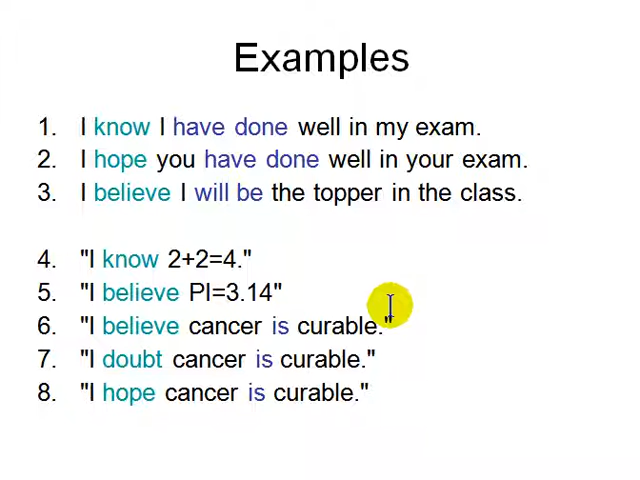 Examples
1. I know I have done well in my exam.
2. I hope you have done well in your exam.
3. I believe I will be the topper in the class.
4. "I know 2+2=4."
5. "I believe PI=3.14"
6. "I believe cancer is curable."
7. "I doubt cancer is curable."
8. "I hope cancer is curable."